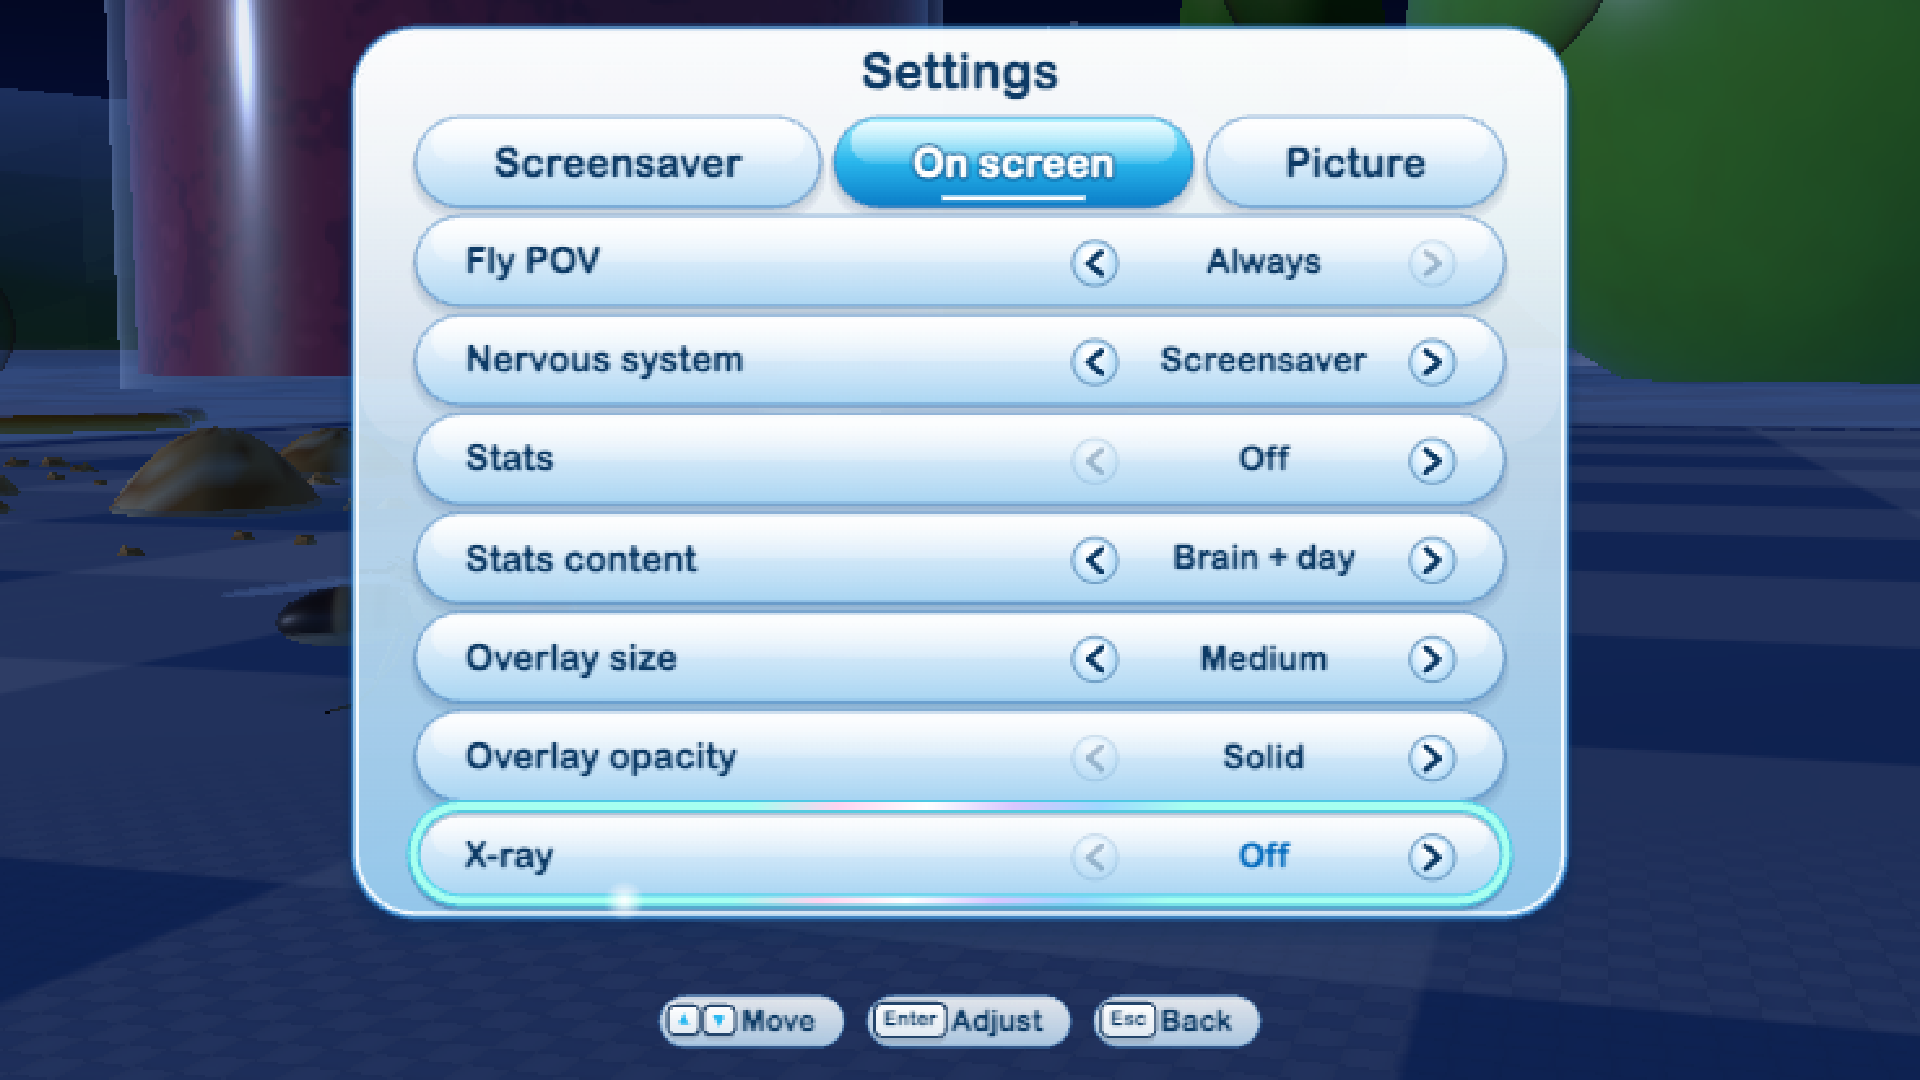 Settings
Screensaver On screen Picture
Fly POV Always
Nervous system Screensaver
Stats Off
Stats content Brain + day
Overlay size Medium
Overlay opacity Solid
X-ray Off
Move Enter Adjust Esc Back